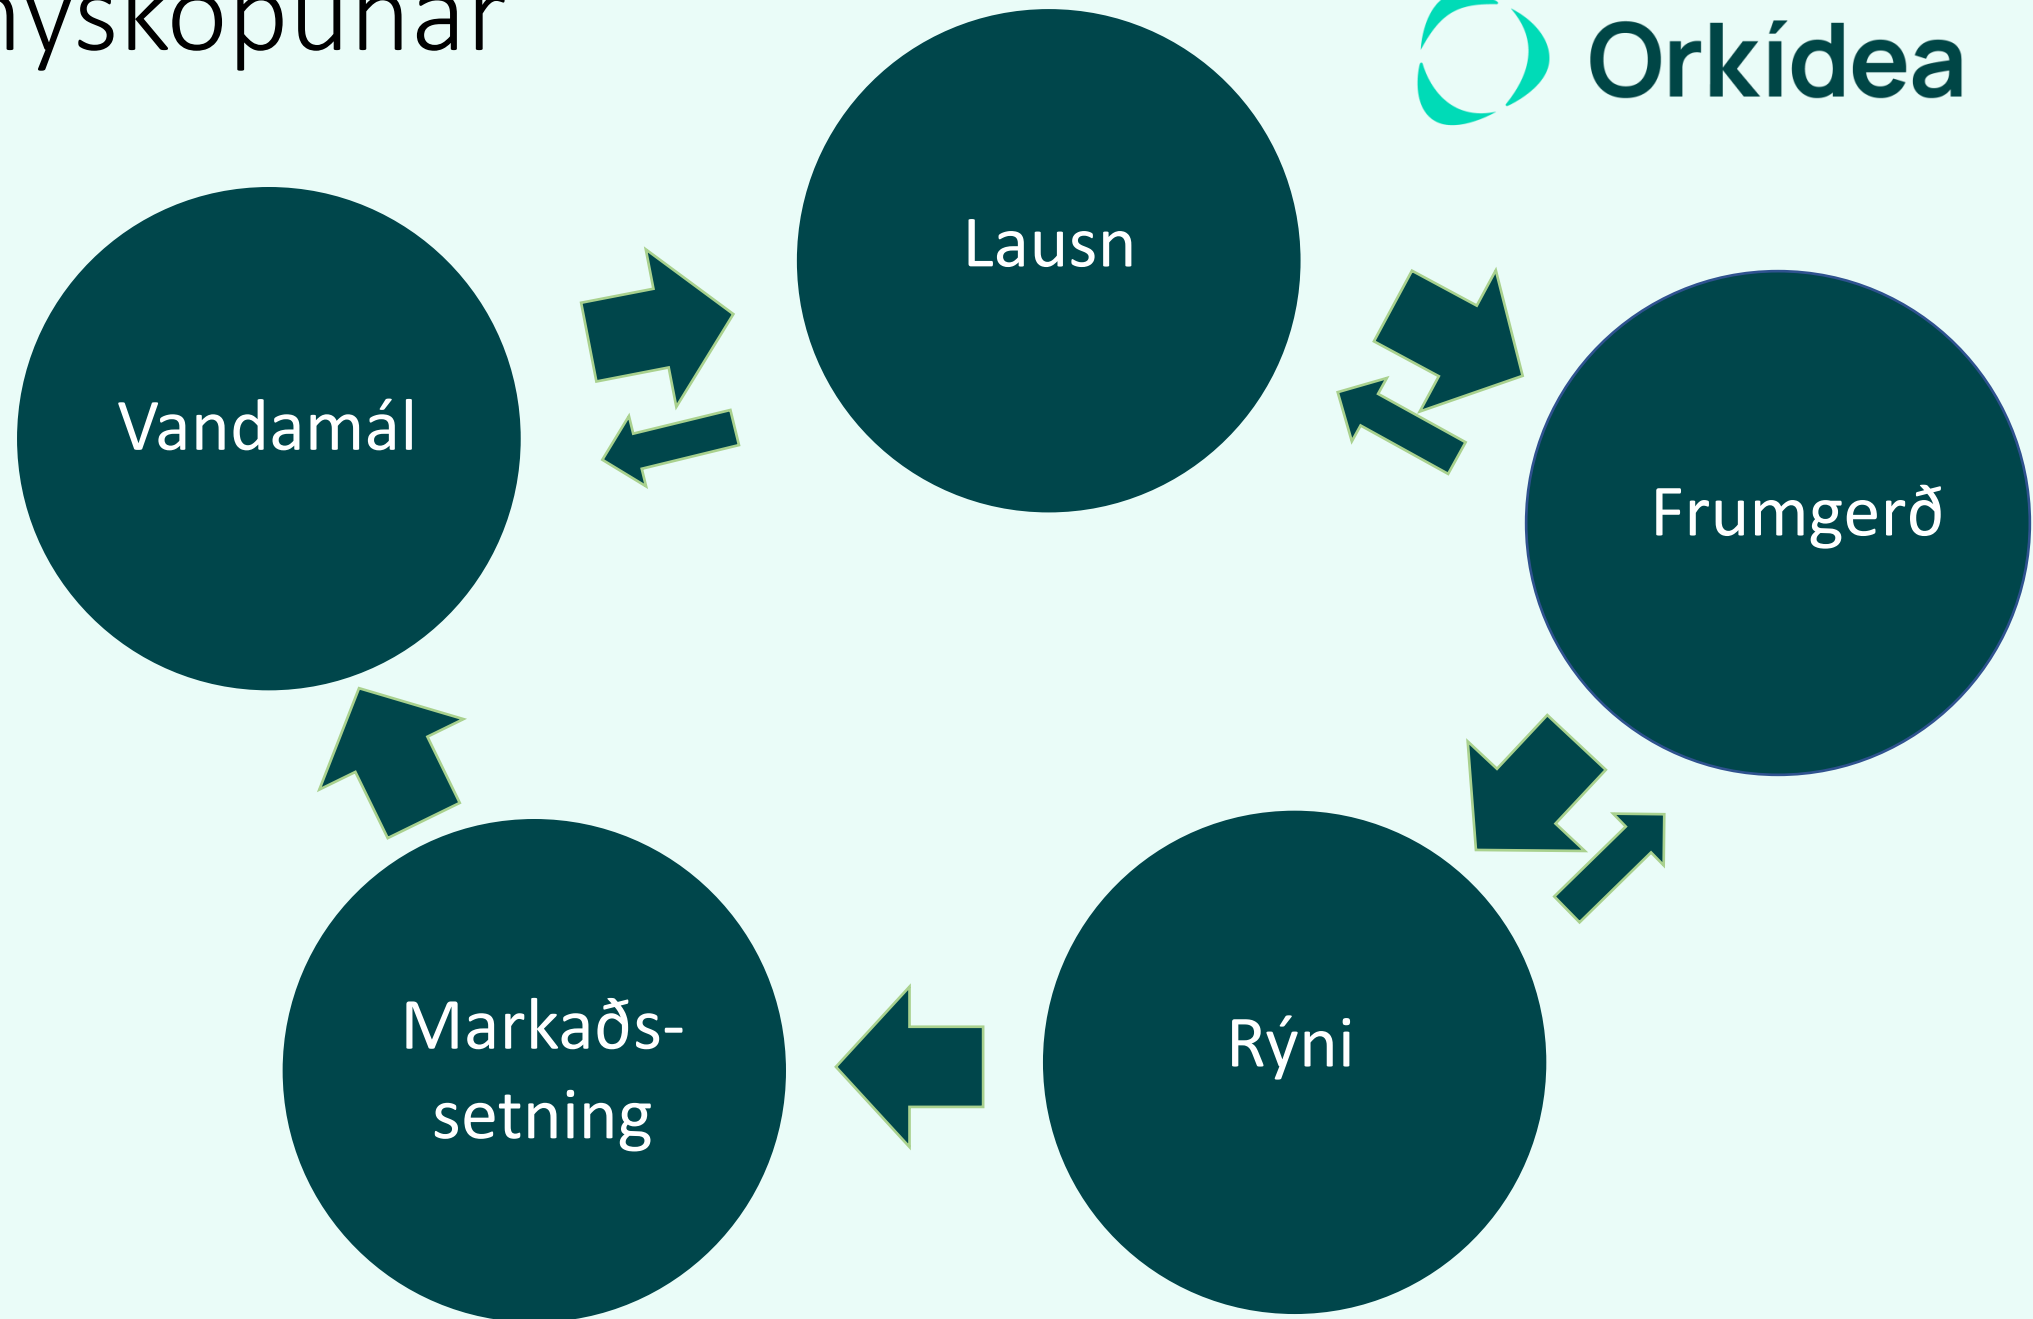 nýsköpunar
Orkídea
Lausn
Vandamál
Frumgerð
Markaðs-
setning
Rýni